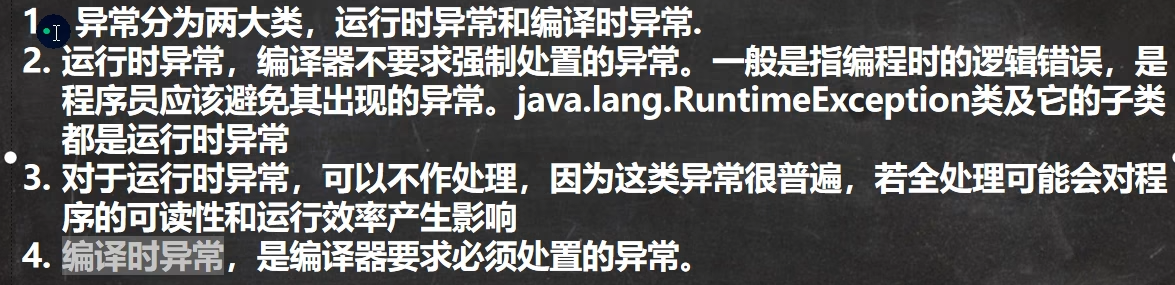 1. 异常分为两大类，运行时异常和编译时异常.
2. 运行时异常，编译器不要求强制处置的异常。一般是指编程时的逻辑错误，是
程序员应该避免其出现的异常。java.lang.RuntimeException类及它的子类
都是运行时异常
3. 对于运行时异常，可以不作处理，因为这类异常很普遍，若全处理可能会对程
序的可读性和运行效率产生影响
4. 编译时异常，是编译器要求必须处置的异常。